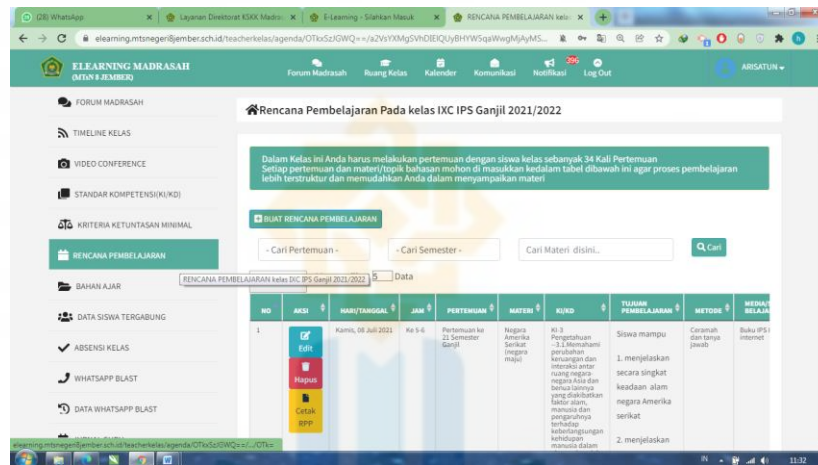 (28) WhatsApp
Layanan Direktorat KSKK Madras
E-Learning - Silahkan Masuk
RENCANA PEMBELAJARAN kelas IX
elearning.mtsnegeri8jember.sch.id/teacherkelas/agenda/
ELEARNING MADRASAH
(MTSN 8 JEMBER)
Forum Madrasah
Ruang Kelas
Kalender
Komunikasi
Notifikasi
396
Log Out
ARISATUN
FORUM MADRASAH
TIMELINE KELAS
VIDEO CONFERENCE
STANDAR KOMPETENSI(KI/KD)
KRITERIA KETUNTASAN MINIMAL
RENCANA PEMBELAJARAN
BAHAN AJAR
DATA SISWA TERGABUNG
ABSENSI KELAS
WHATSAPP BLAST
DATA WHATSAPP BLAST
RENCANA PEMBELAJARAN kelas IXC IPS Ganjil 2021/2022
Rencana Pembelajaran Pada kelas IXC IPS Ganjil 2021/2022
Dalam Kelas ini Anda harus melakukan pertemuan dengan siswa kelas sebanyak 34 Kali Pertemuan
Setiap pertemuan dan materi/topik bahasan mohon di masukkan kedalam tabel dibawah ini agar proses pembelajaran
lebih terstruktur dan memudahkan Anda dalam menyampaikan materi
BUAT RENCANA PEMBELAJARAN
- Cari Pertemuan -
- Cari Semester -
Cari Materi disini..
Cari
5 Data
NO
AKSI
HARI/TANGGAL
JAM
PERTEMUAN
MATERI
KI/KD
TUJUAN
PEMBELAJARAN
METODE
MEDIA/
BELAJA
1
Edit
Hapus
Cetak
RPP
Kamis, 08 Juli 2021
Ke 5-6
Pertemuan ke
21 Semester
Ganjil
Negara
Amerika
Serikat
(negara
maju)
KI-3
Pengetahuan
--3.1.Memahami
perubahan
keruangan dan
interaksi antar
ruang negara-
negara Asia dan
benua lainnya
yang diakibatkan
faktor alam,
manusia dan
pengaruhnya
terhadap
keberlangsungan
kehidupan
manusia dalam
Siswa mampu
1. menjelaskan
secara singkat
keadaan alam
negara Amerika
serikat
2. menjelaskan
Ceramah
dan tanya
jawab
Buku IPS
internet
IN
11:32